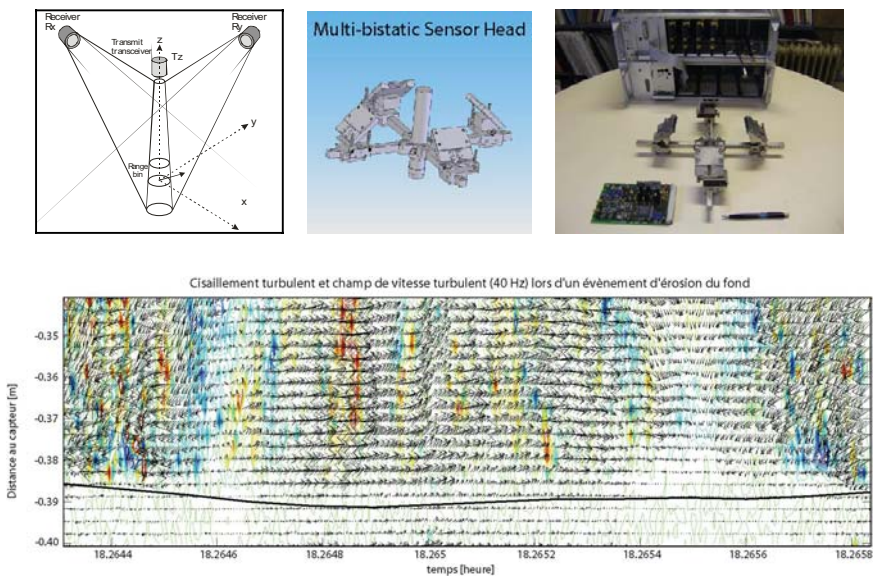 Receiver
Rx
Receiver
Ry
Transmit
transceiver
z
Tz
y
Range
bin
x
Multi-bistatic Sensor Head
Cisaillement turbulent et champ de vitesse turbulent (40 Hz) lors d'un évènement d'érosion du fond
Distance au capteur [m]
-0.35
-0.36
-0.37
-0.38
-0.39
-0.40
18.2644
18.2646
18.2648
18.265
18.2652
18.2654
18.2656
18.2658
temps [heure]